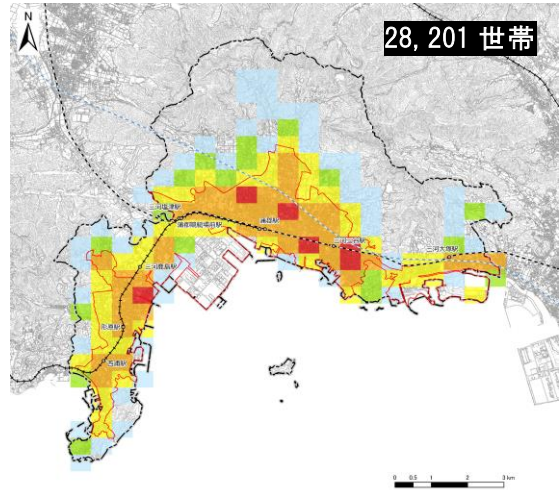 N
28,201 世帯
三河塩津駅
蒲郡競艇場前駅
蒲郡駅
三河三谷駅
三河大塚駅
三河鹿島駅
形原駅
西浦駅
0 0.5 1 2 3 km